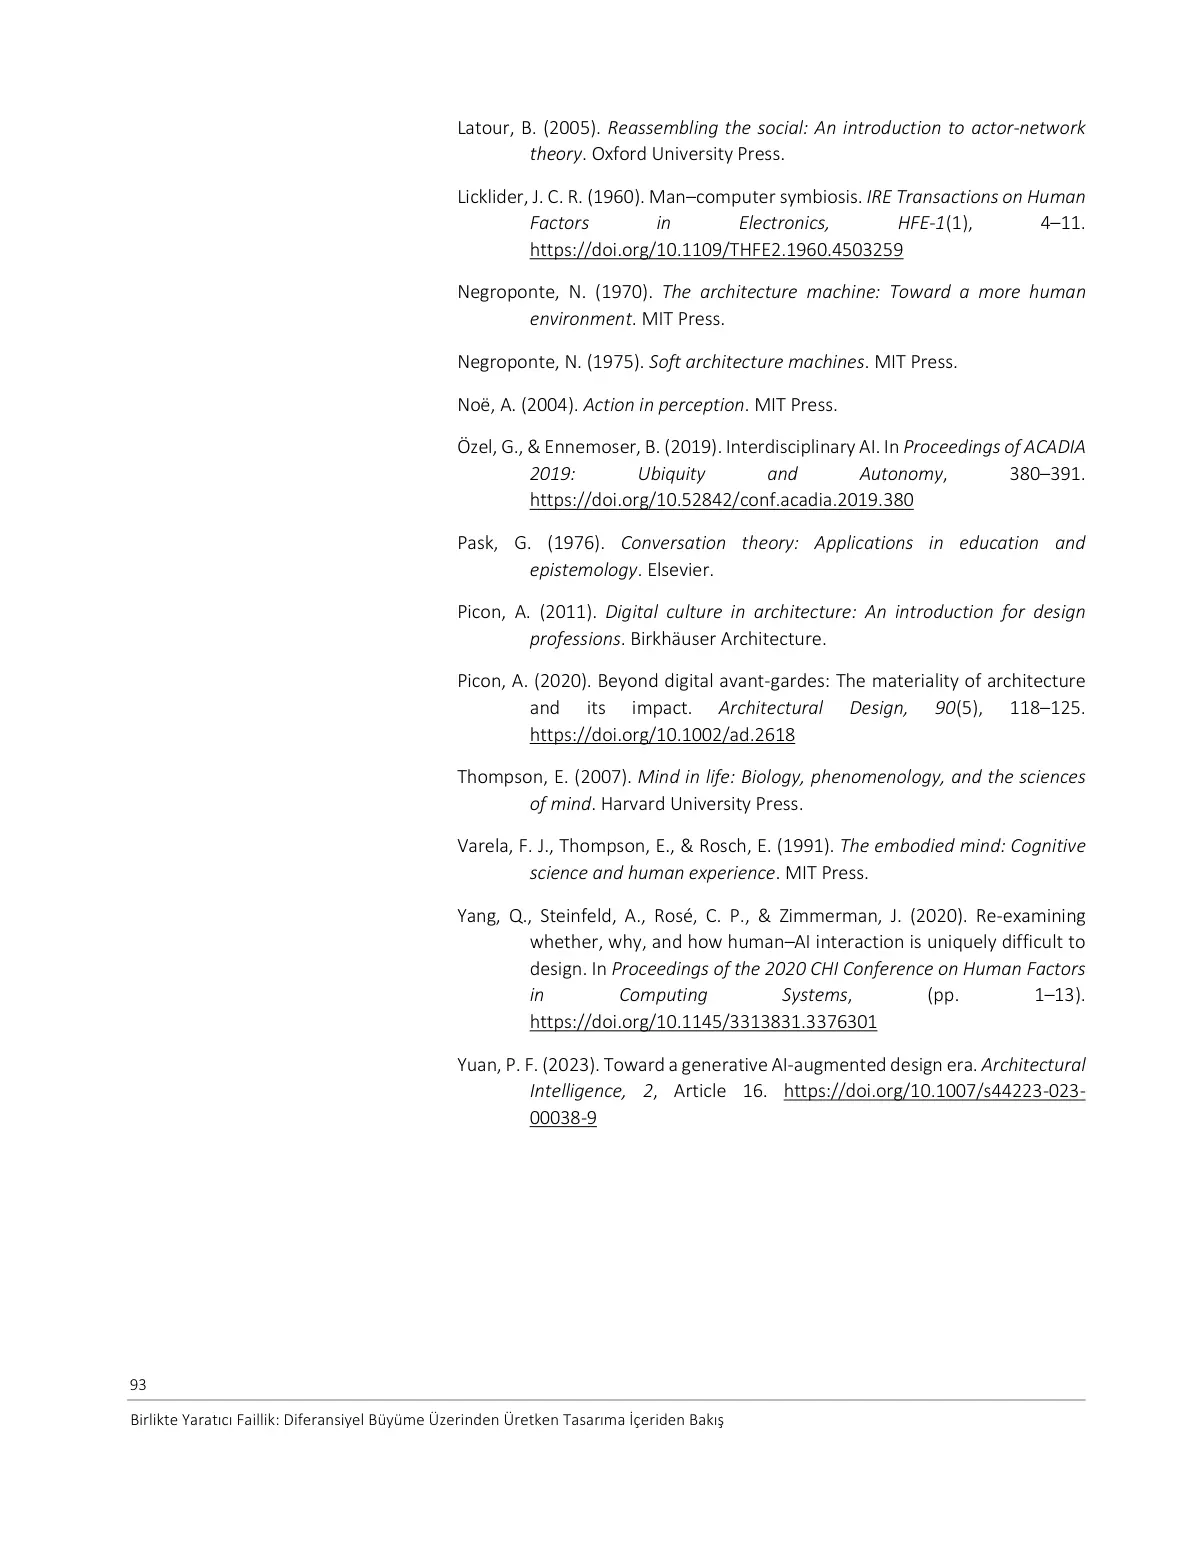 Latour, B. (2005). Reassembling the social: An introduction to actor-network
theory. Oxford University Press.
Licklider, J. C. R. (1960). Man–computer symbiosis. IRE Transactions on Human
Factors in Electronics, HFE-1(1), 4–11.
https://doi.org/10.1109/THFE2.1960.4503259
Negroponte, N. (1970). The architecture machine: Toward a more human
environment. MIT Press.
Negroponte, N. (1975). Soft architecture machines. MIT Press.
Noë, A. (2004). Action in perception. MIT Press.
Özel, G., & Ennemoser, B. (2019). Interdisciplinary AI. In Proceedings of ACADIA
2019: Ubiquity and Autonomy, 380–391.
https://doi.org/10.52842/conf.acadia.2019.380
Pask, G. (1976). Conversation theory: Applications in education and
epistemology. Elsevier.
Picon, A. (2011). Digital culture in architecture: An introduction for design
professions. Birkhäuser Architecture.
Picon, A. (2020). Beyond digital avant-gardes: The materiality of architecture
and its impact. Architectural Design, 90(5), 118–125.
https://doi.org/10.1002/ad.2618
Thompson, E. (2007). Mind in life: Biology, phenomenology, and the sciences
of mind. Harvard University Press.
Varela, F. J., Thompson, E., & Rosch, E. (1991). The embodied mind: Cognitive
science and human experience. MIT Press.
Yang, Q., Steinfeld, A., Rosé, C. P., & Zimmerman, J. (2020). Re-examining
whether, why, and how human–AI interaction is uniquely difficult to
design. In Proceedings of the 2020 CHI Conference on Human Factors
in Computing Systems, (pp. 1–13).
https://doi.org/10.1145/3313831.3376301
Yuan, P. F. (2023). Toward a generative AI-augmented design era. Architectural
Intelligence, 2, Article 16. https://doi.org/10.1007/s44223-023-
00038-9
93
Birlikte Yaratıcı Faillik: Diferansiyel Büyüme Üzerinden Üretken Tasarıma İçeriden Bakış